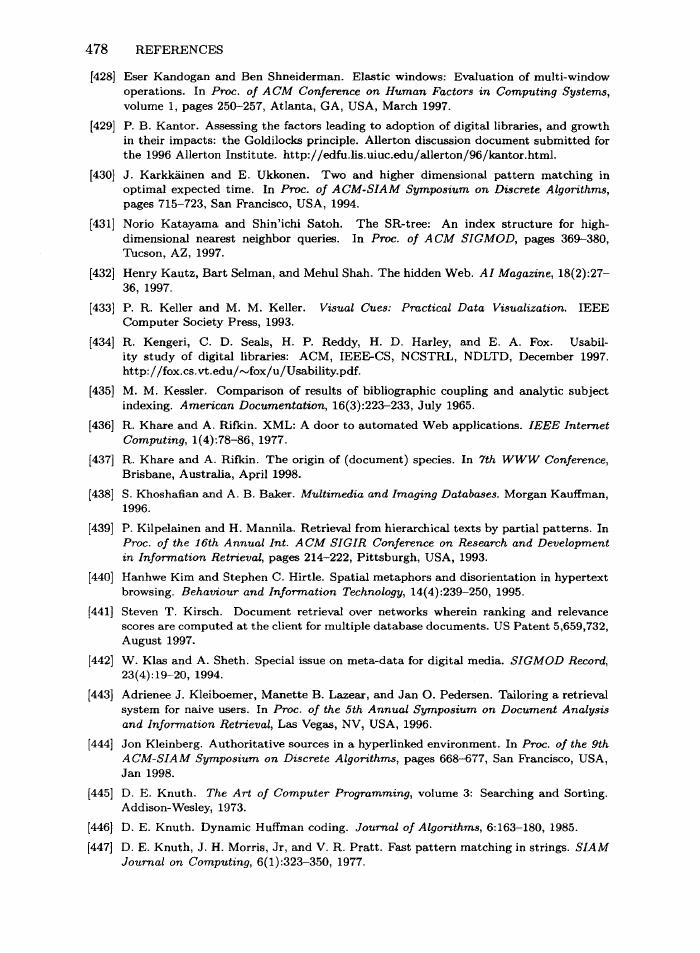 478 REFERENCES
[428] Eser Kandogan and Ben Shneiderman. Elastic windows: Evaluation of multi-window
operations. In Proc. of ACM Conference on Human Factors in Computing Systems,
volume 1, pages 250–257, Atlanta, GA, USA, March 1997.
[429] P. B. Kantor. Assessing the factors leading to adoption of digital libraries, and growth
in their impacts: the Goldilocks principle. Allerton discussion document submitted for
the 1996 Allerton Institute. http://edfu.lis.uiuc.edu/allerton/96/kantor.html.
[430] J. Karkkäinen and E. Ukkonen. Two and higher dimensional pattern matching in
optimal expected time. In Proc. of ACM-SIAM Symposium on Discrete Algorithms,
pages 715–723, San Francisco, USA, 1994.
[431] Norio Katayama and Shin'ichi Satoh. The SR-tree: An index structure for high-
dimensional nearest neighbor queries. In Proc. of ACM SIGMOD, pages 369–380,
Tucson, AZ, 1997.
[432] Henry Kautz, Bart Selman, and Mehul Shah. The hidden Web. AI Magazine, 18(2):27–
36, 1997.
[433] P. R. Keller and M. M. Keller. Visual Cues: Practical Data Visualization. IEEE
Computer Society Press, 1993.
[434] R. Kengeri, C. D. Seals, H. P. Reddy, H. D. Harley, and E. A. Fox. Usabil-
ity study of digital libraries: ACM, IEEE-CS, NCSTRL, NDLTD, December 1997.
http://fox.cs.vt.edu/∼fox/u/Usability.pdf.
[435] M. M. Kessler. Comparison of results of bibliographic coupling and analytic subject
indexing. American Documentation, 16(3):223–233, July 1965.
[436] R. Khare and A. Rifkin. XML: A door to automated Web applications. IEEE Internet
Computing, 1(4):78–86, 1977.
[437] R. Khare and A. Rifkin. The origin of (document) species. In 7th WWW Conference,
Brisbane, Australia, April 1998.
[438] S. Khoshafian and A. B. Baker. Multimedia and Imaging Databases. Morgan Kauffman,
1996.
[439] P. Kilpelainen and H. Mannila. Retrieval from hierarchical texts by partial patterns. In
Proc. of the 16th Annual Int. ACM SIGIR Conference on Research and Development
in Information Retrieval, pages 214–222, Pittsburgh, USA, 1993.
[440] Hanhwe Kim and Stephen C. Hirtle. Spatial metaphors and disorientation in hypertext
browsing. Behaviour and Information Technology, 14(4):239–250, 1995.
[441] Steven T. Kirsch. Document retrieval over networks wherein ranking and relevance
scores are computed at the client for multiple database documents. US Patent 5,659,732,
August 1997.
[442] W. Klas and A. Sheth. Special issue on meta-data for digital media. SIGMOD Record,
23(4):19–20, 1994.
[443] Adrienee J. Kleiboemer, Manette B. Lazear, and Jan O. Pedersen. Tailoring a retrieval
system for naive users. In Proc. of the 5th Annual Symposium on Document Analysis
and Information Retrieval, Las Vegas, NV, USA, 1996.
[444] Jon Kleinberg. Authoritative sources in a hyperlinked environment. In Proc. of the 9th
ACM-SIAM Symposium on Discrete Algorithms, pages 668–677, San Francisco, USA,
Jan 1998.
[445] D. E. Knuth. The Art of Computer Programming, volume 3: Searching and Sorting.
Addison-Wesley, 1973.
[446] D. E. Knuth. Dynamic Huffman coding. Journal of Algorithms, 6:163–180, 1985.
[447] D. E. Knuth, J. H. Morris, Jr, and V. R. Pratt. Fast pattern matching in strings. SIAM
Journal on Computing, 6(1):323–350, 1977.